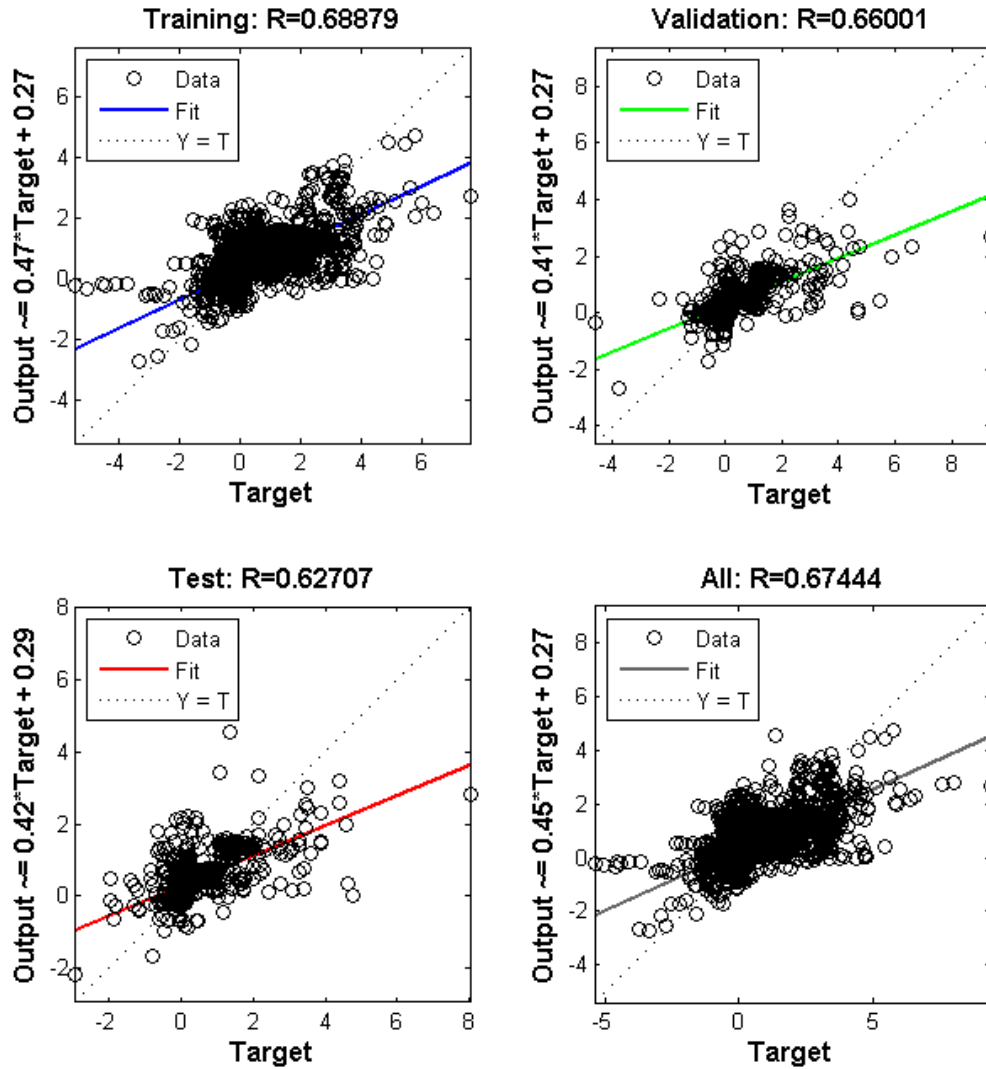 Training: R=0.68879
Output ~= 0.47*Target + 0.27
6
4
2
0
-2
-4
Data
Fit
Y = T
-4 -2 0 2 4 6
Target
Validation: R=0.66001
Output ~= 0.41*Target + 0.27
8
6
4
2
0
-2
-4
Data
Fit
Y = T
-4 -2 0 2 4 6 8
Target
Test: R=0.62707
Output ~= 0.42*Target + 0.29
8
6
4
2
0
-2
Data
Fit
Y = T
-2 0 2 4 6 8
Target
All: R=0.67444
Output ~= 0.45*Target + 0.27
8
6
4
2
0
-2
-4
Data
Fit
Y = T
-5 0 5
Target